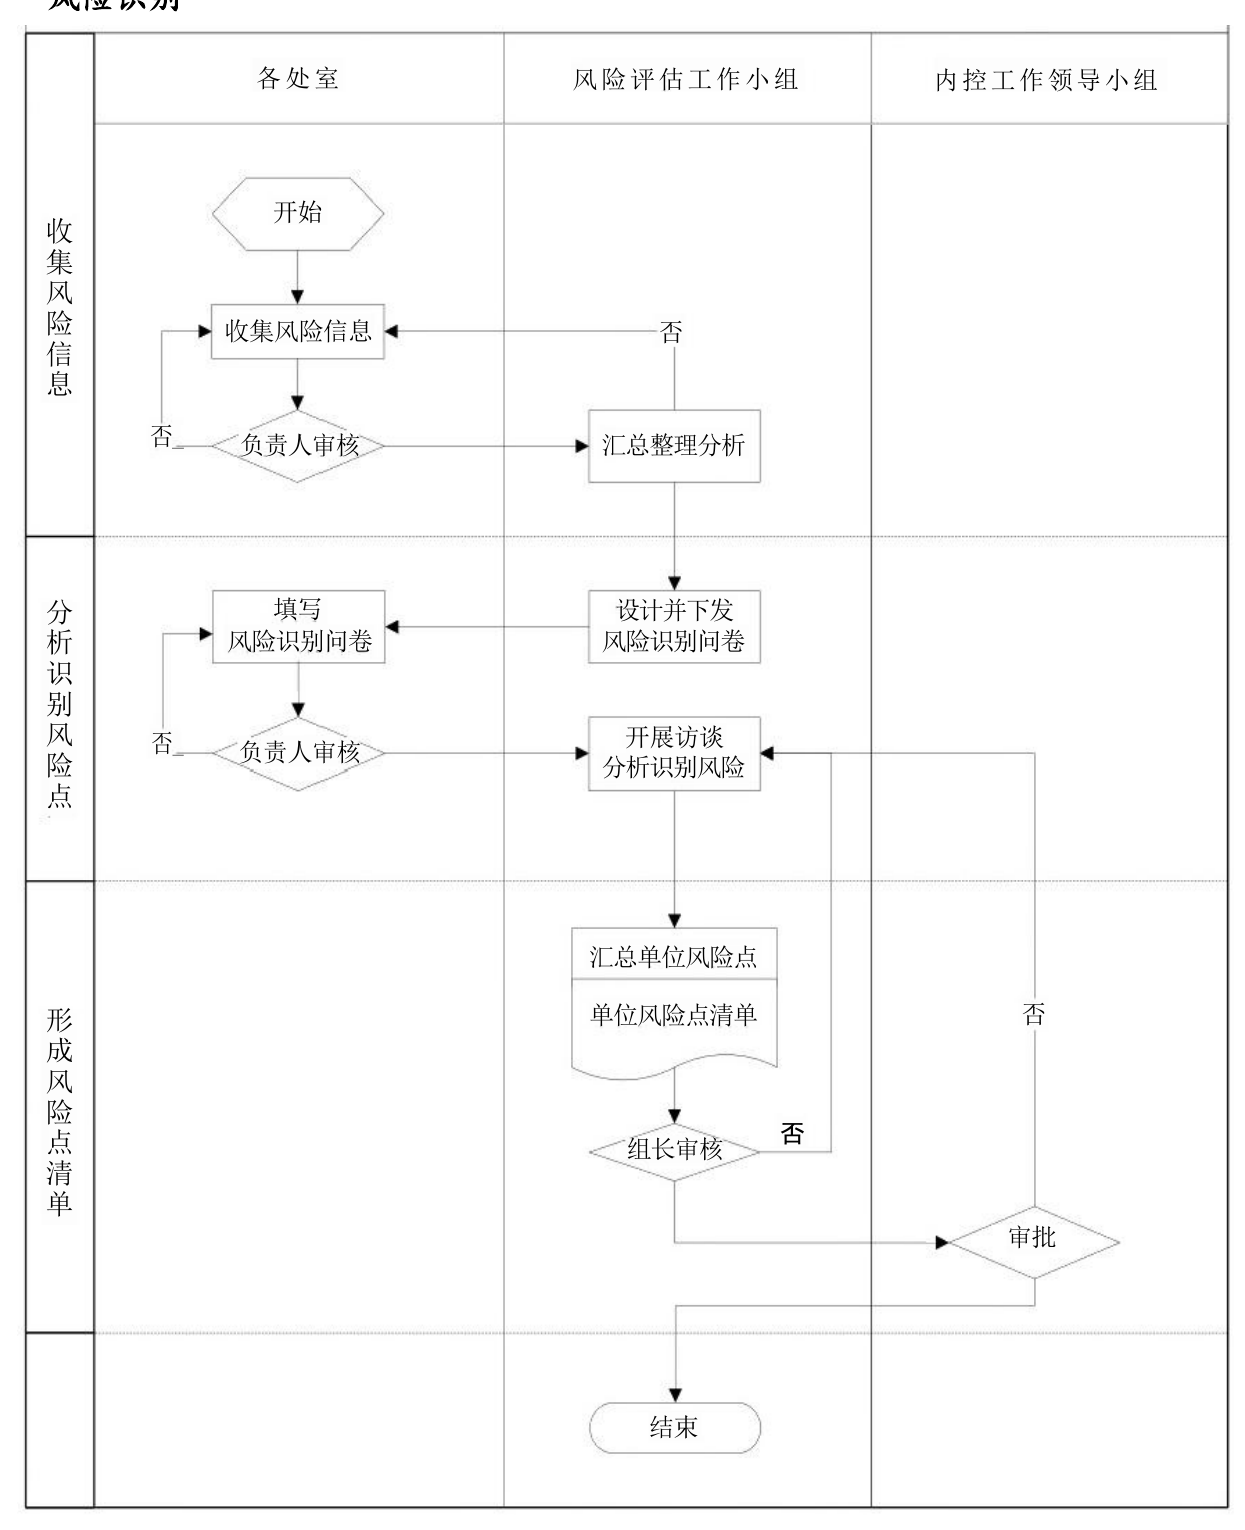 风险识别
各处室
风险评估工作小组
内控工作领导小组
收集风险信息
开始
收集风险信息
否
否
负责人审核
汇总整理分析
分析识别风险点
填写
风险识别问卷
设计并下发
风险识别问卷
否
负责人审核
开展访谈
分析识别风险
形成风险点清单
汇总单位风险点
单位风险点清单
否
组长审核
否
审批
结束